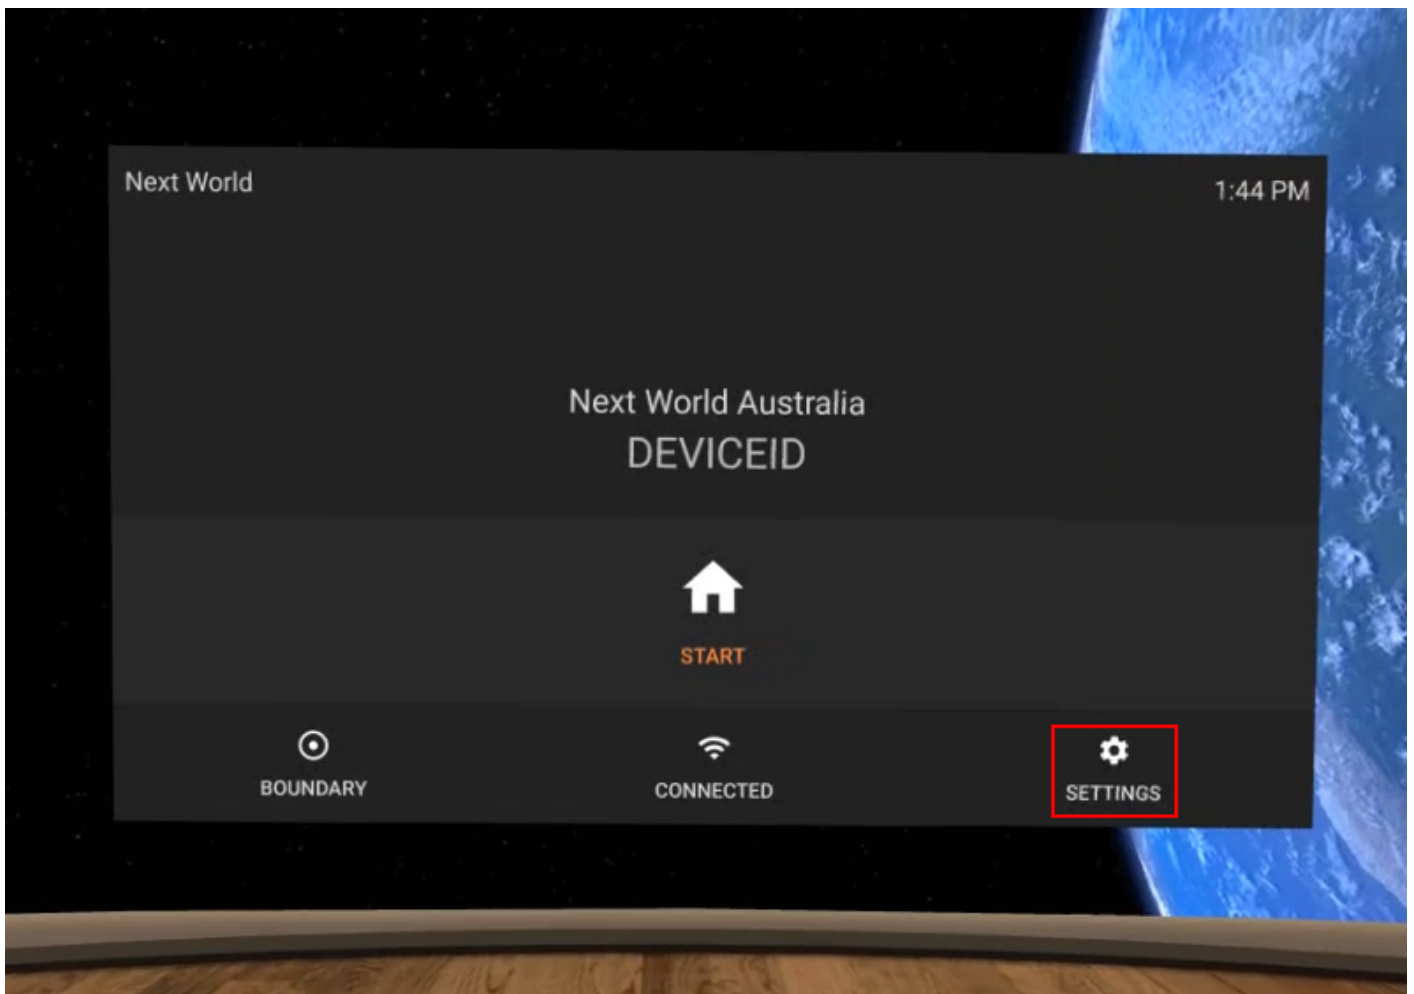 Next World
1:44 PM
Next World Australia
DEVICEID
START
BOUNDARY
CONNECTED
SETTINGS